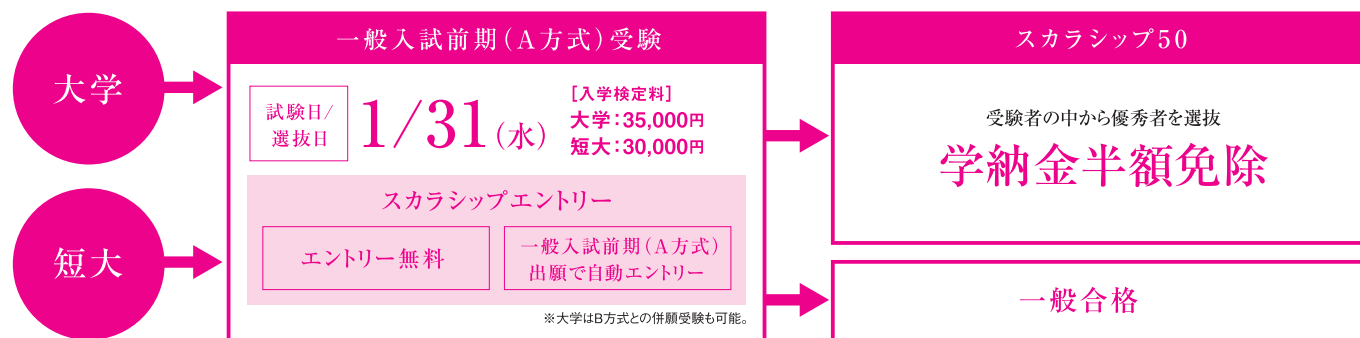 大学
短大
一般入試前期（A方式）受験
試験日/
選抜日
1/31（水）
［入学検定料］
大学：35,000円
短大：30,000円
スカラシップエントリー
エントリー無料
一般入試前期（A方式）
出願で自動エントリー
※大学はB方式との併願受験も可能。
スカラシップ50
受験者の中から優秀者を選抜
学納金半額免除
一般合格